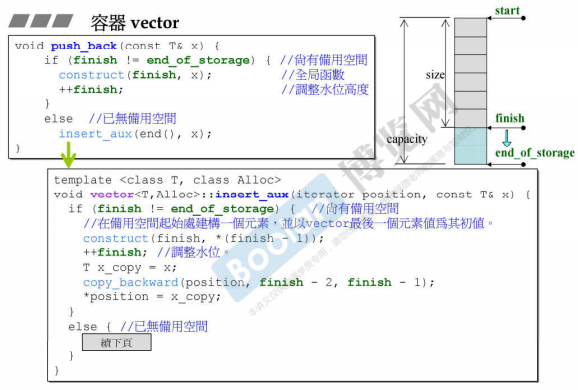 容器 vector
void push_back(const T& x) {
if (finish != end_of_storage) { //尙有備用空間
construct(finish, x); //全局函數
++finish; //調整水位高度
}
else //已無備用空間
insert_aux(end(), x);
}
start
size
finish
capacity
end_of_storage
template <class T, class Alloc>
void vector<T,Alloc>::insert_aux(iterator position, const T& x) {
if (finish != end_of_storage) { //尙有備用空間
//在備用空間起始處建構一個元素，並以vector最後一個元素值爲其初值。
construct(finish, *(finish - 1));
++finish; //調整水位。
T x_copy = x;
copy_backward(position, finish - 2, finish - 1);
*position = x_copy;
}
else { //已無備用空間
續下頁
}
}
Boolan
博览网